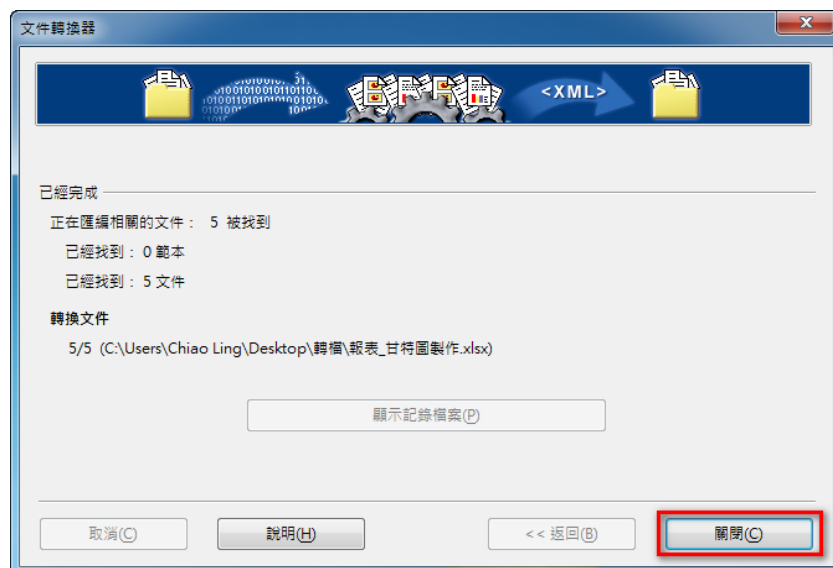 文件轉換器
<XML>
已經完成
正在匯編相關的文件： 5 被找到
已經找到：0 範本
已經找到：5 文件
轉換文件
5/5 (C:\Users\Chiao Ling\Desktop\轉檔\報表_甘特圖製作.xlsx)
顯示記錄檔案(P)
取消(C)
說明(H)
<< 返回(B)
關閉(C)